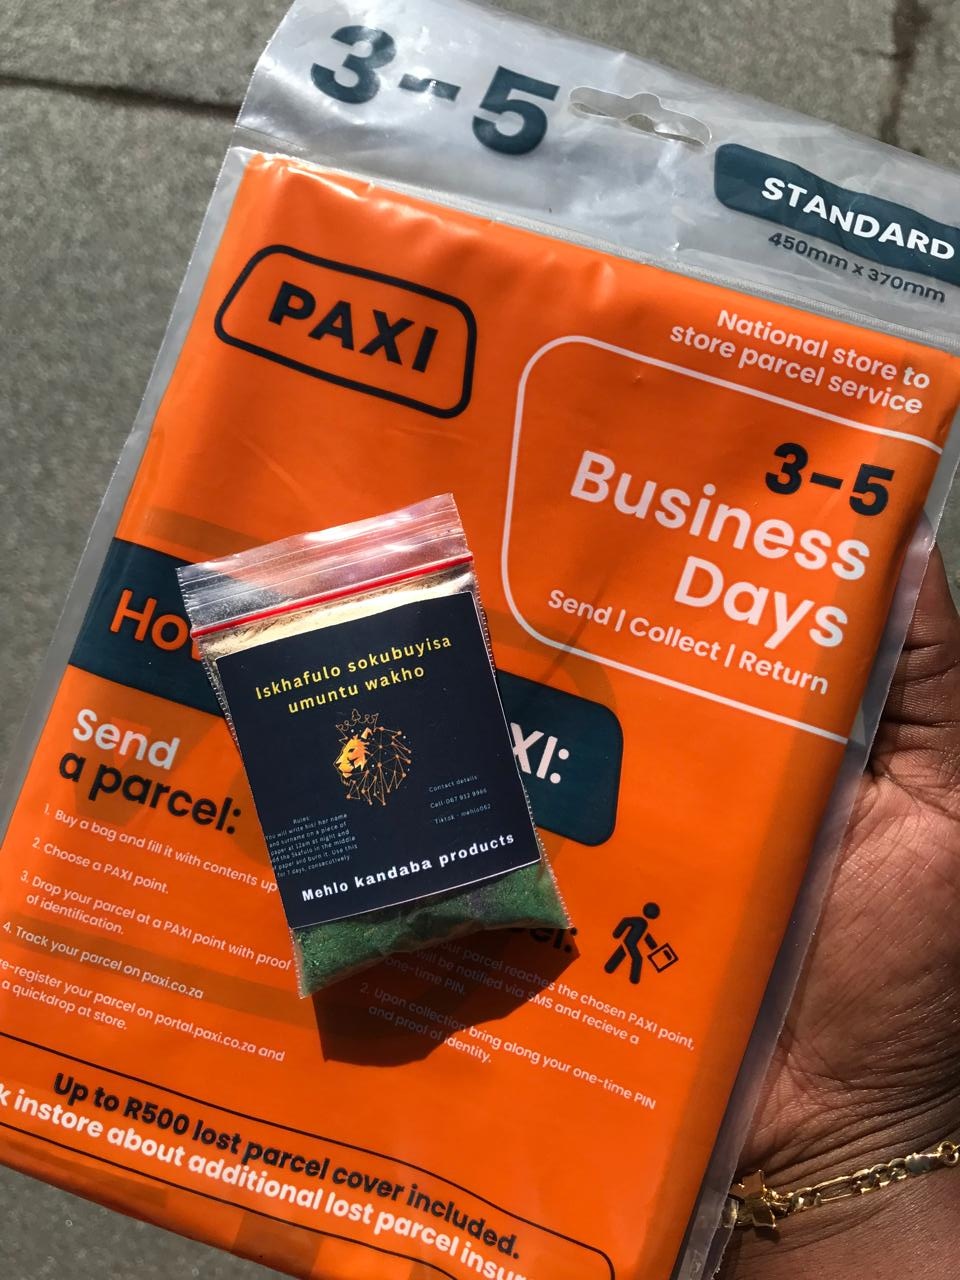 3-5
STANDARD
450mm x 370mm
PAXI
National store to
store parcel service
3-5
Business
Days
Send | Collect | Return
Ho
XI:
Send
a parcel:
1. Buy a bag and fill it with contents up
2. Choose a PAXI point.
3. Drop your parcel at a PAXI point with proof
of identification.
4. Track your parcel on paxi.co.za
re-register your parcel on portal.paxi.co.za and
a quickdrop at store.
Iskhafulo sokubuyisa
umuntu wakho
Rules
You will write his/ her name
and surname on a piece of
paper at 12am at night and
add the Skafulo in the middle
of paper and burn it. Use this
for 7 days, consecutively
Contact details
Tiktok - mehlo062
Mehlo kandaba products
cel:
our parcel reaches the chosen PAXI point,
will be notified via SMS and recieve a
one-time PIN.
2. Upon collection bring along your one-time PIN
and proof of identity.
Up to R500 lost parcel cover included.
k instore about additional lost parcel insur